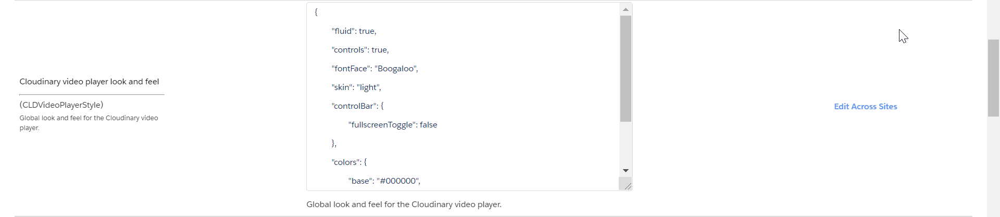 Cloudinary video player look and feel
(CLDVideoPlayerStyle)
Global look and feel for the Cloudinary video
player.
{
"fluid": true,
"controls": true,
"fontFace": "Boogaloo",
"skin": "light",
"controlBar": {
"fullscreenToggle": false
},
"colors": {
"base": "#000000",
Global look and feel for the Cloudinary video player.
Edit Across Sites